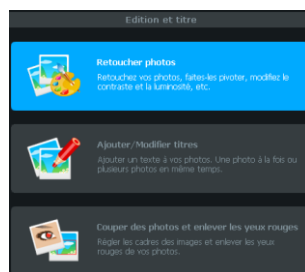 Edition et titre
Retoucher photos
Retouchez vos photos, faites-les pivoter, modifiez le
contraste et la luminosité, etc.
Ajouter/Modifier titres
Ajouter un texte à vos photos. Une photo à la fois ou
plusieurs photos en même temps.
Couper des photos et enlever les yeux rouges
Régler les cadres des images et enlever les yeux
rouges de vos photos.